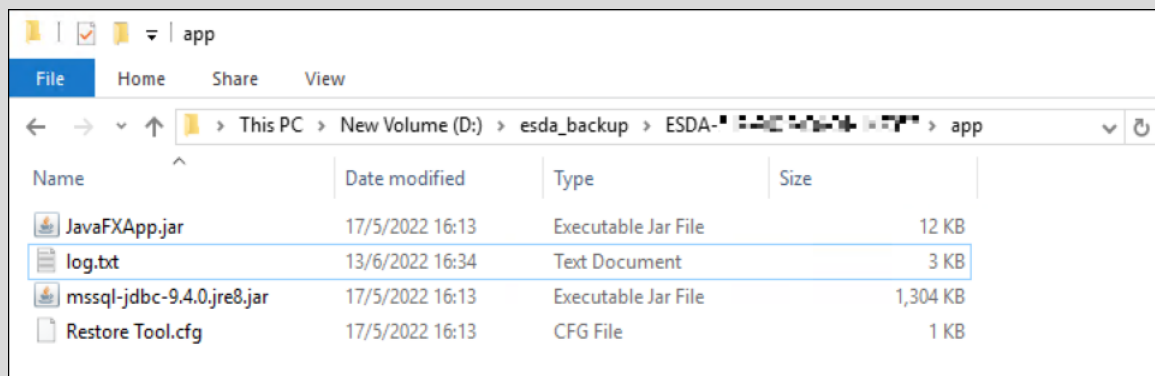 app
File Home Share View
This PC > New Volume (D:) > esda_backup > ESDA- > app
Name Date modified Type Size
JavaFXApp.jar 17/5/2022 16:13 Executable Jar File 12 KB
log.txt 13/6/2022 16:34 Text Document 3 KB
mssql-jdbc-9.4.0.jre8.jar 17/5/2022 16:13 Executable Jar File 1,304 KB
Restore Tool.cfg 17/5/2022 16:13 CFG File 1 KB